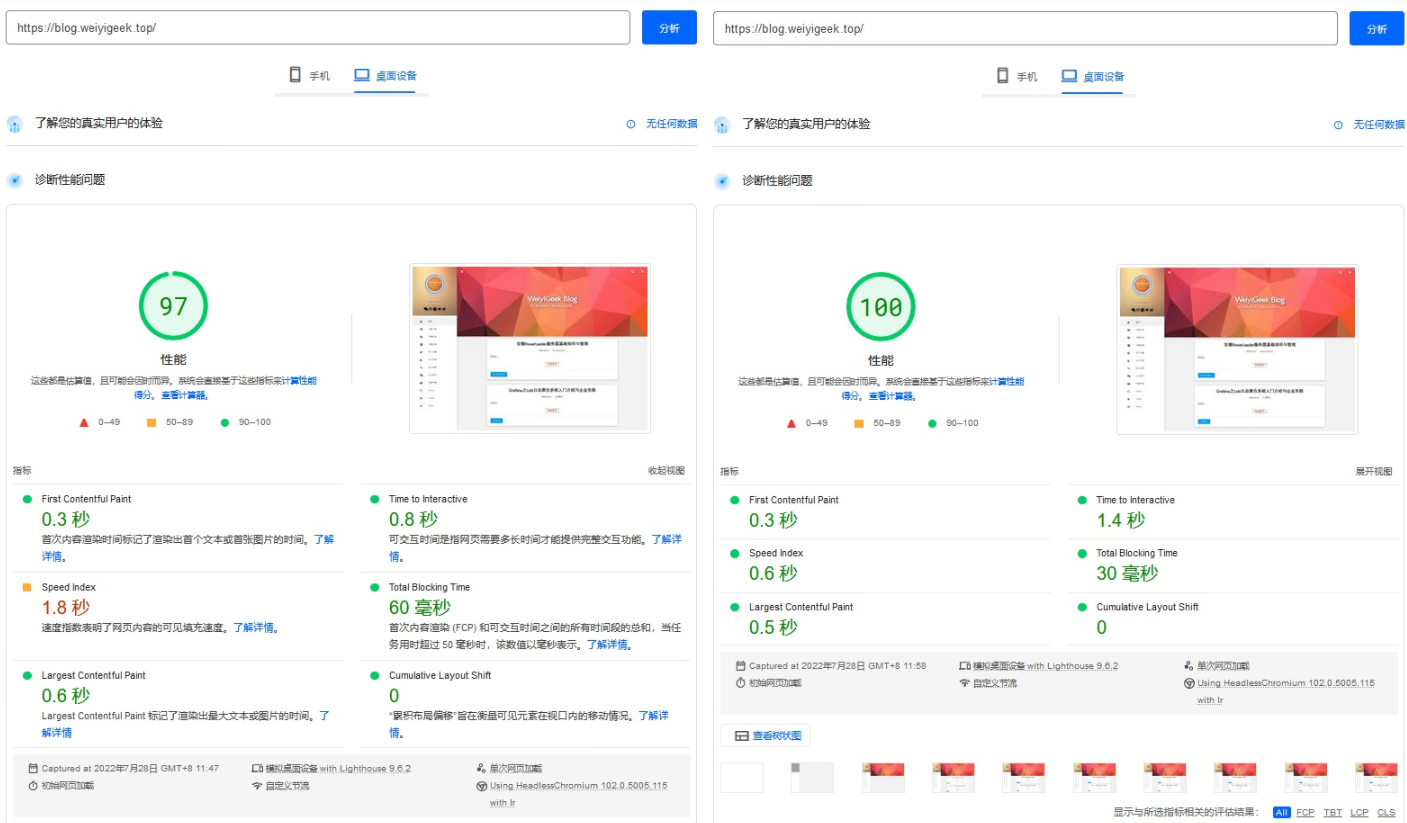 https://blog.weiyigeek.top/
分析
手机
桌面设备
了解您的真实用户的体验
无任何数据
诊断性能问题
97
WeiyiGeek Blog
性能
这些都是估算值，且可能会因时而异。系统会直接基于这些指标来计算性能
得分。 查看计算器。
0–49
50–89
90–100
指标
收起视图
First Contentful Paint
0.3 秒
首次内容渲染时间标记了渲染出首个文本或首张图片的时间。了解
详情。
Time to Interactive
0.8 秒
可交互时间是指网页需要多长时间才能提供完整交互功能。了解详
情。
Speed Index
1.8 秒
速度指数表明了网页内容的可见填充速度。了解详情。
Total Blocking Time
60 毫秒
首次内容渲染 (FCP) 和可交互时间之间的所有时间段的总和，当任
务用时超过 50 毫秒时，该数值以毫秒表示。了解详情。
Largest Contentful Paint
0.6 秒
Largest Contentful Paint 标记了渲染出最大文本或图片的时间。了
解详情
Cumulative Layout Shift
0
“累积布局偏移”旨在衡量可见元素在视口内的移动情况。了解详
情。
Captured at 2022年7月28日 GMT+8 11:47
模拟桌面设备 with Lighthouse 9.6.2
单次网页加载
初始网页加载
自定义节流
Using HeadlessChromium 102.0.5005.115
with lr
https://blog.weiyigeek.top/
分析
手机
桌面设备
了解您的真实用户的体验
无任何数据
诊断性能问题
100
WeiyiGeek Blog
性能
这些都是估算值，且可能会因时而异。系统会直接基于这些指标来计算性能
得分。 查看计算器。
0–49
50–89
90–100
指标
展开视图
First Contentful Paint
0.3 秒
Time to Interactive
1.4 秒
Speed Index
0.6 秒
Total Blocking Time
30 毫秒
Largest Contentful Paint
0.5 秒
Cumulative Layout Shift
0
Captured at 2022年7月28日 GMT+8 11:58
模拟桌面设备 with Lighthouse 9.6.2
单次网页加载
初始网页加载
自定义节流
Using HeadlessChromium 102.0.5005.115
with lr
查看树状图
显示与所选指标相关的评估结果： All FCP TBT LCP CLS